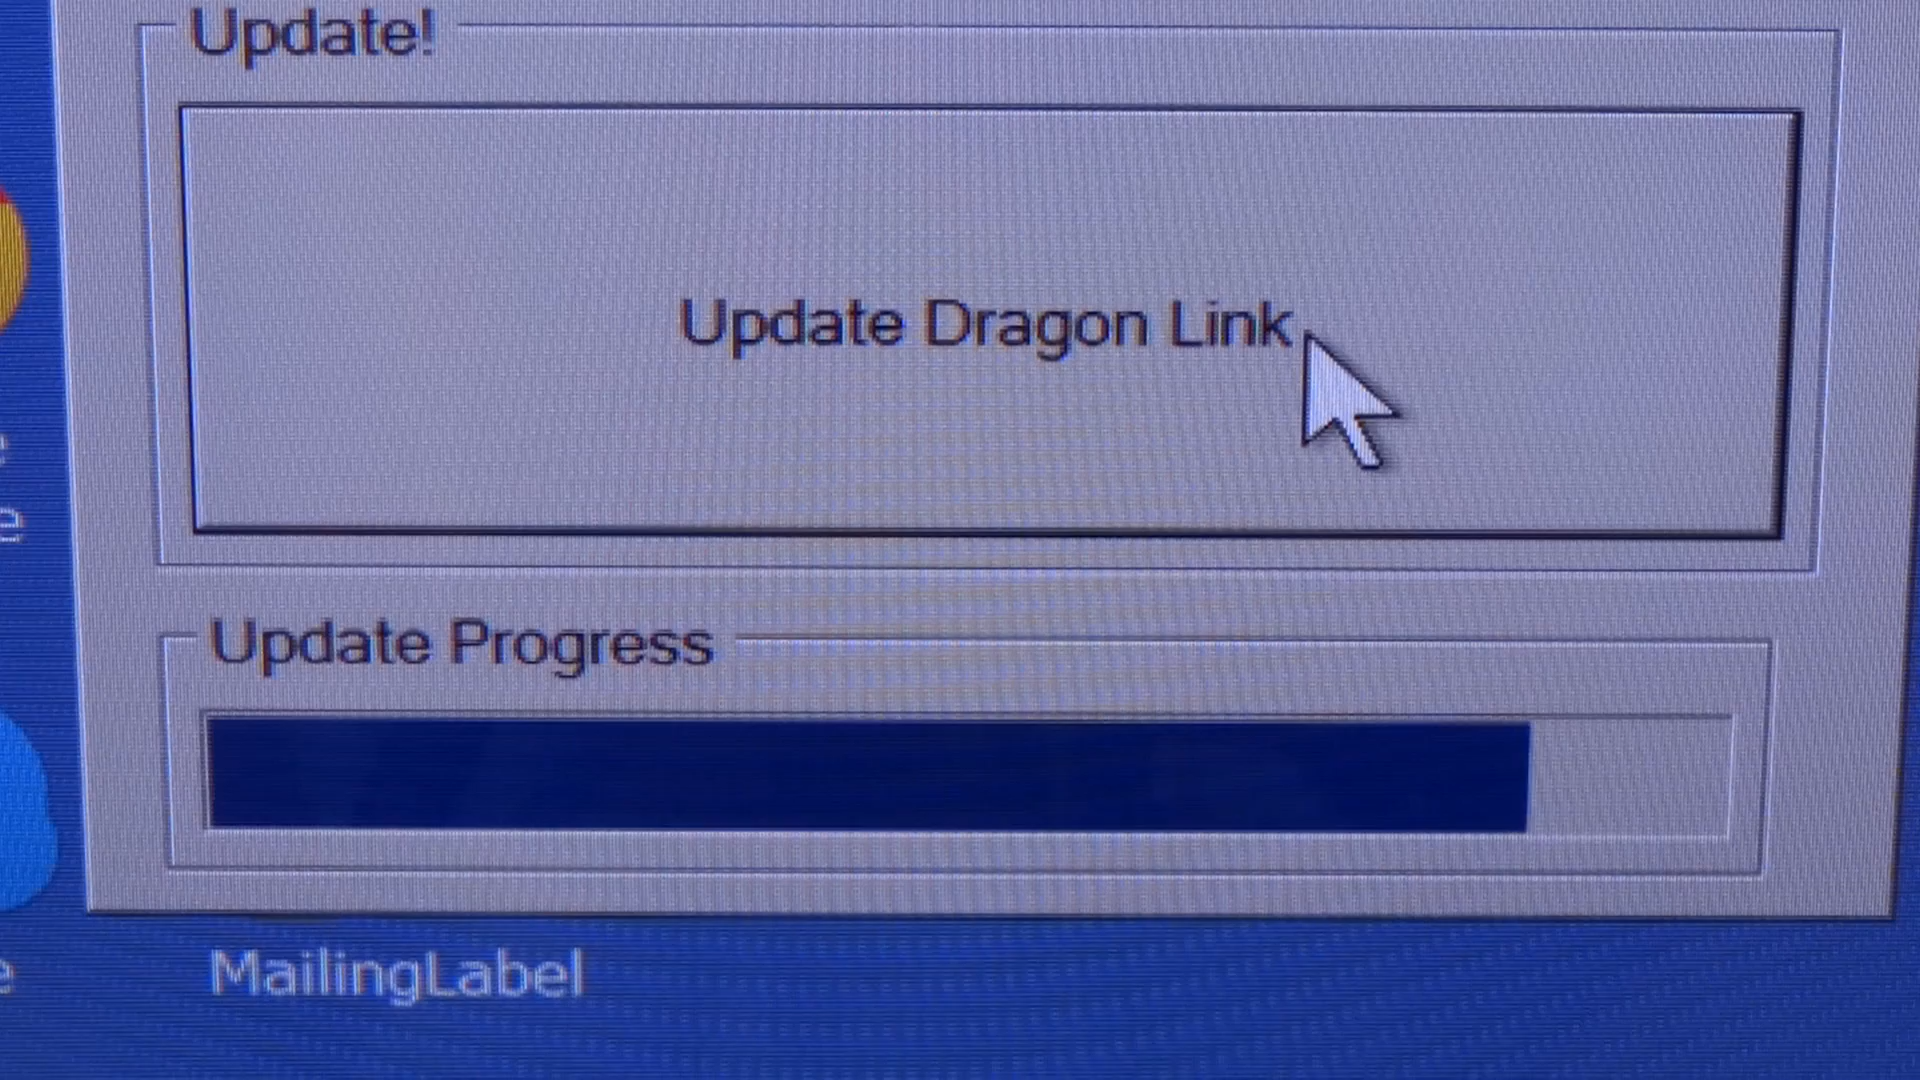 Update!
Update Dragon Link
Update Progress
MailingLabel